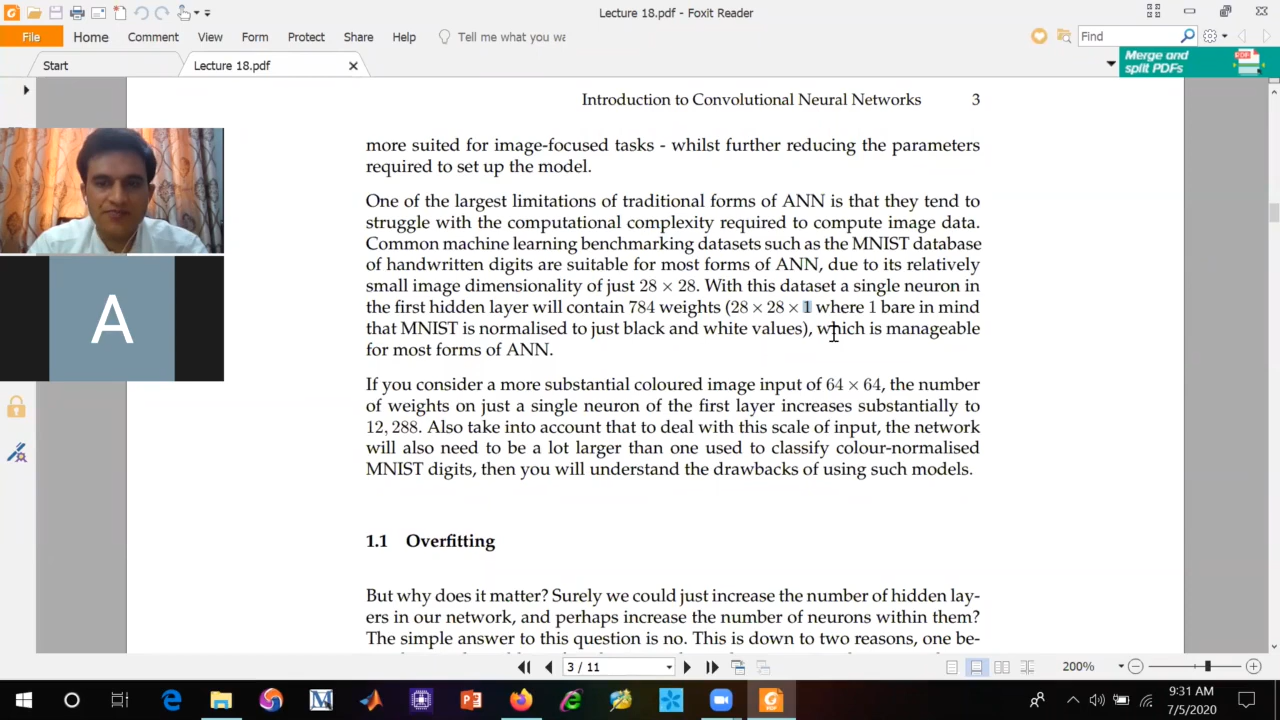 Lecture 18.pdf - Foxit Reader
File Home Comment View Form Protect Share Help Tell me what you wa Find
Start Lecture 18.pdf
Merge and
split PDFs
Introduction to Convolutional Neural Networks 3
more suited for image-focused tasks - whilst further reducing the parameters
required to set up the model.
One of the largest limitations of traditional forms of ANN is that they tend to
struggle with the computational complexity required to compute image data.
Common machine learning benchmarking datasets such as the MNIST database
of handwritten digits are suitable for most forms of ANN, due to its relatively
small image dimensionality of just 28 × 28. With this dataset a single neuron in
the first hidden layer will contain 784 weights (28 × 28 × 1 where 1 bare in mind
that MNIST is normalised to just black and white values), which is manageable
for most forms of ANN.
A
If you consider a more substantial coloured image input of 64 × 64, the number
of weights on just a single neuron of the first layer increases substantially to
12, 288. Also take into account that to deal with this scale of input, the network
will also need to be a lot larger than one used to classify colour-normalised
MNIST digits, then you will understand the drawbacks of using such models.
1.1 Overfitting
But why does it matter? Surely we could just increase the number of hidden lay-
ers in our network, and perhaps increase the number of neurons within them?
The simple answer to this question is no. This is down to two reasons, one be-
3 / 11 200%
9:31 AM
7/5/2020